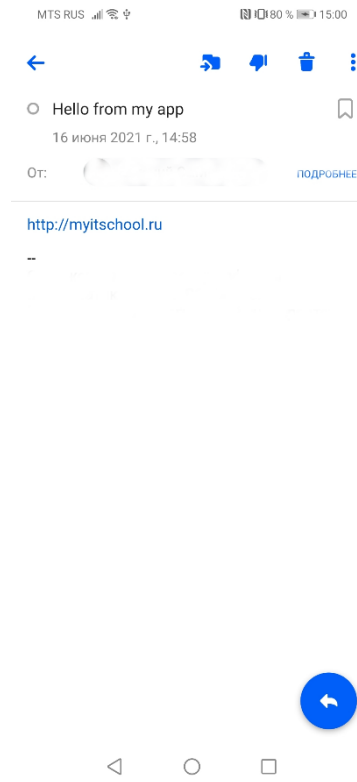 MTS RUS 80 % 15:00
Hello from my app
16 июня 2021 г., 14:58
От: ПОДРОБНЕЕ
http://myitschool.ru
--